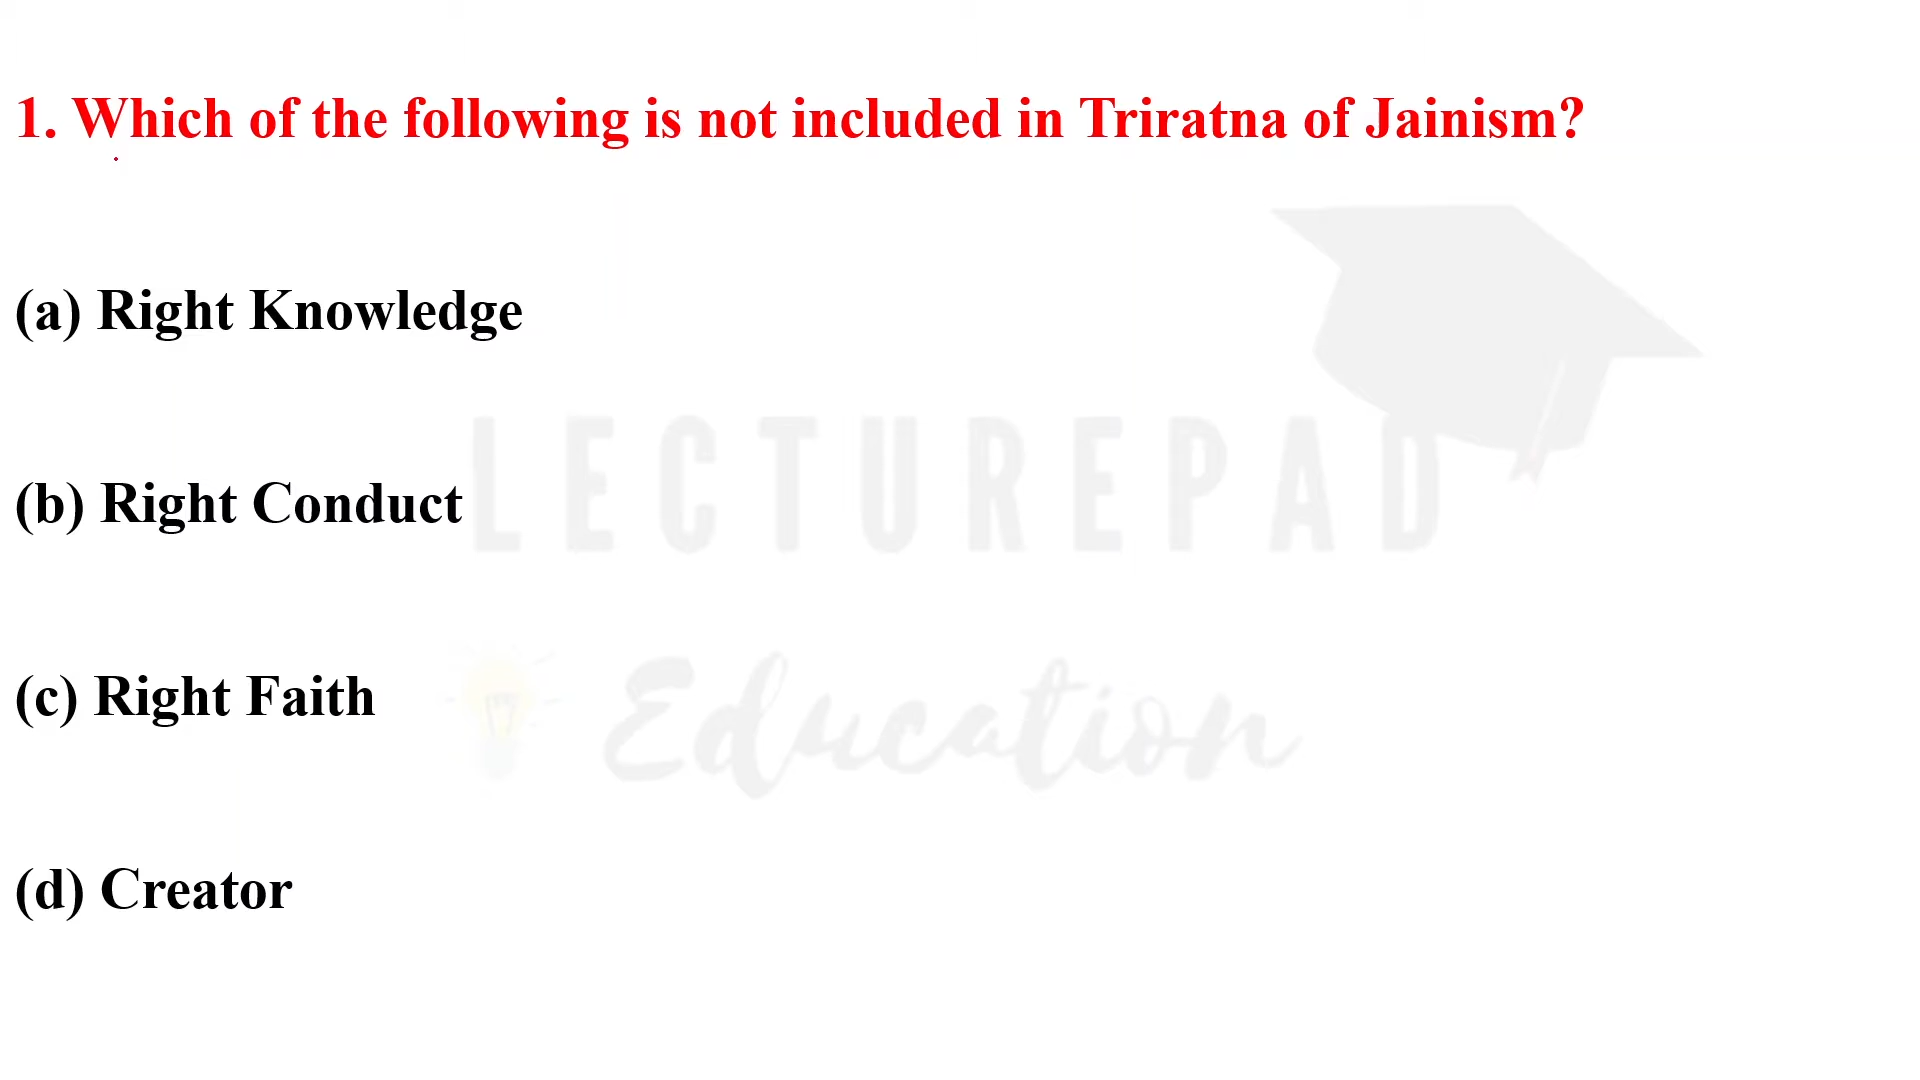 1. Which of the following is not included in Triratna of Jainism?
(a) Right Knowledge
(b) Right Conduct
(c) Right Faith
(d) Creator
LECTUREPAD
Education